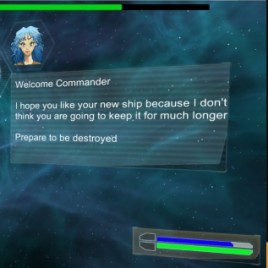 Welcome Commander
I hope you like your new ship because I don't
think you are going to keep it for much longer
Prepare to be destroyed